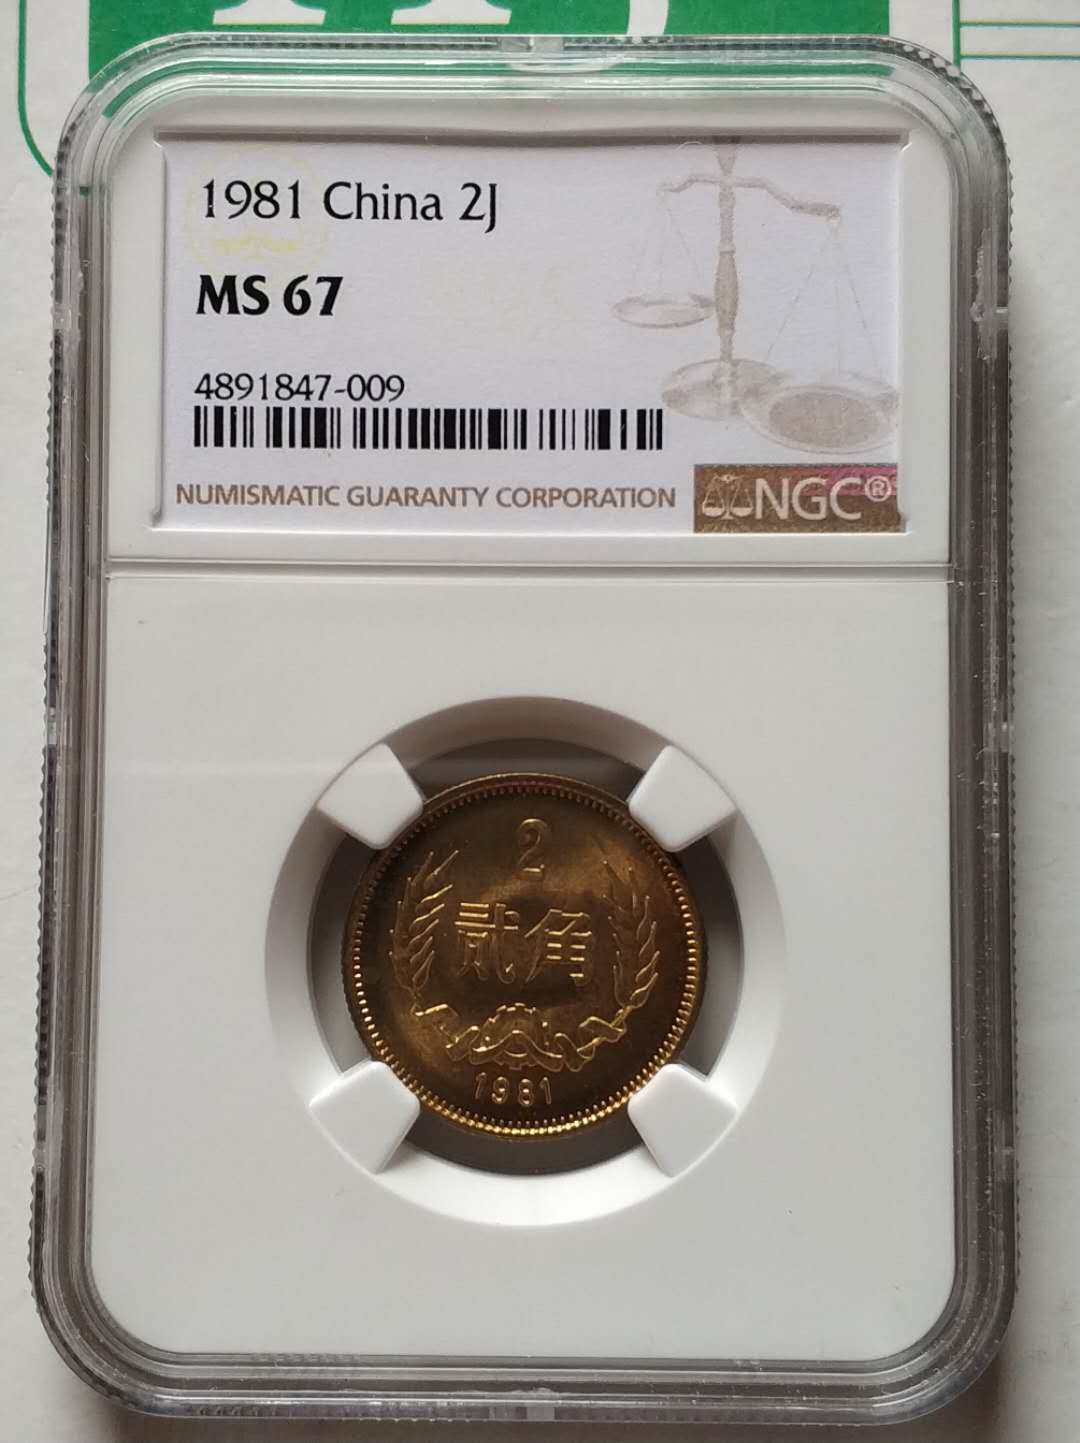 1981 China 2J
MS 67
4891847-009
NUMISMATIC GUARANTY CORPORATION
NGC®
2
贰角
1981